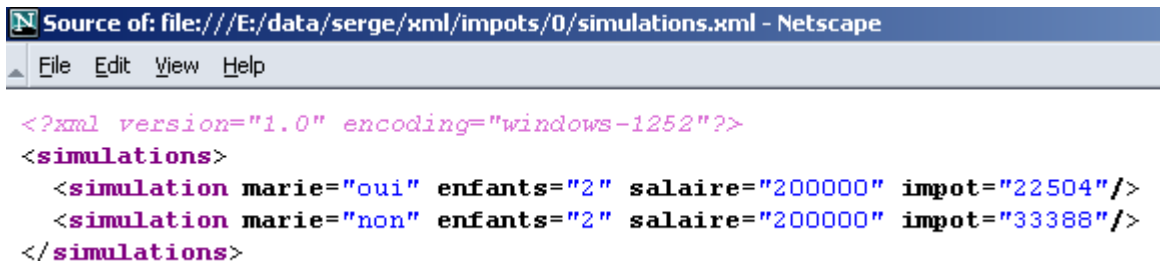 Source of: file:///E:/data/serge/xml/impots/0/simulations.xml - Netscape
File Edit View Help
<?xml version="1.0" encoding="windows-1252"?>
<simulations>
  <simulation marie="oui" enfants="2" salaire="200000" impot="22504"/>
  <simulation marie="non" enfants="2" salaire="200000" impot="33388"/>
</simulations>